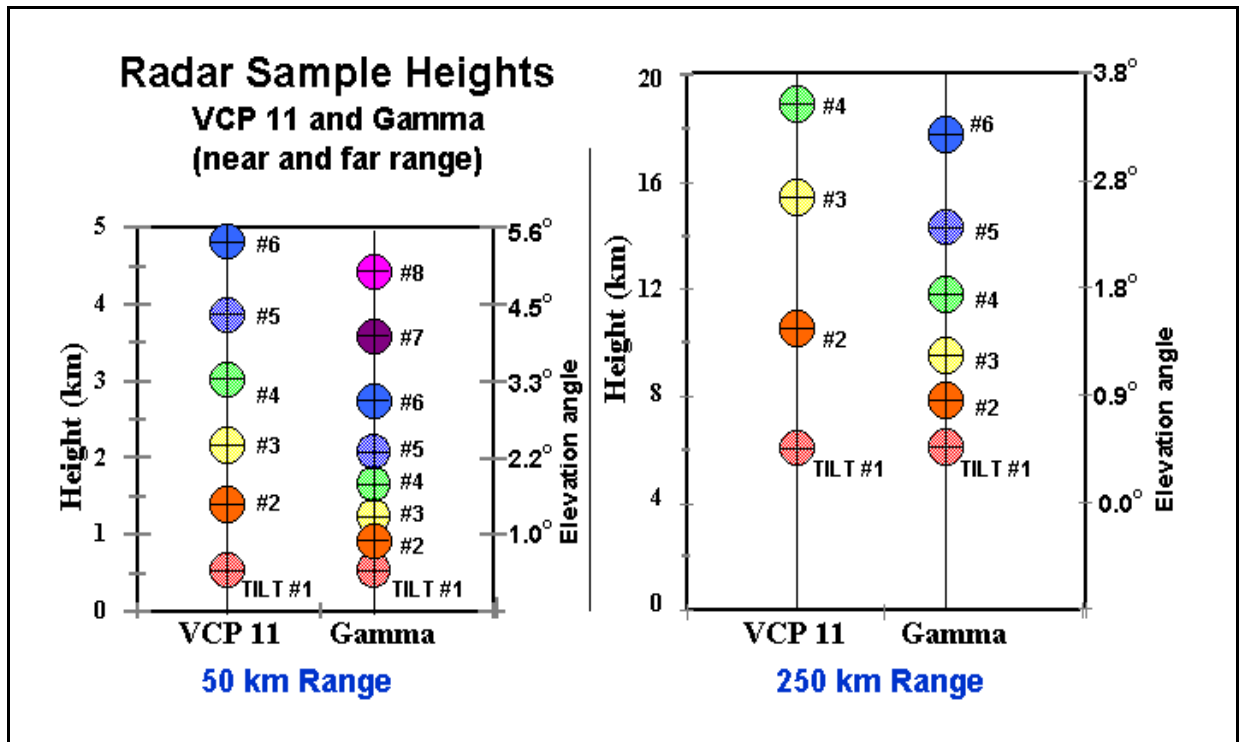 Radar Sample Heights
VCP 11 and Gamma
(near and far range)
Height (km)
5
4
3
2
1
0
#6
#5
#4
#3
#2
TILT #1
#8
#7
#6
#5
#4
#3
#2
TILT #1
5.6°
4.5°
3.3°
2.2°
1.0°
Elevation angle
VCP 11
Gamma
50 km Range
Height (km)
20
16
12
8
4
0
#4
#3
#2
TILT #1
#6
#5
#4
#3
#2
TILT #1
3.8°
2.8°
1.8°
0.9°
0.0°
Elevation angle
VCP 11
Gamma
250 km Range